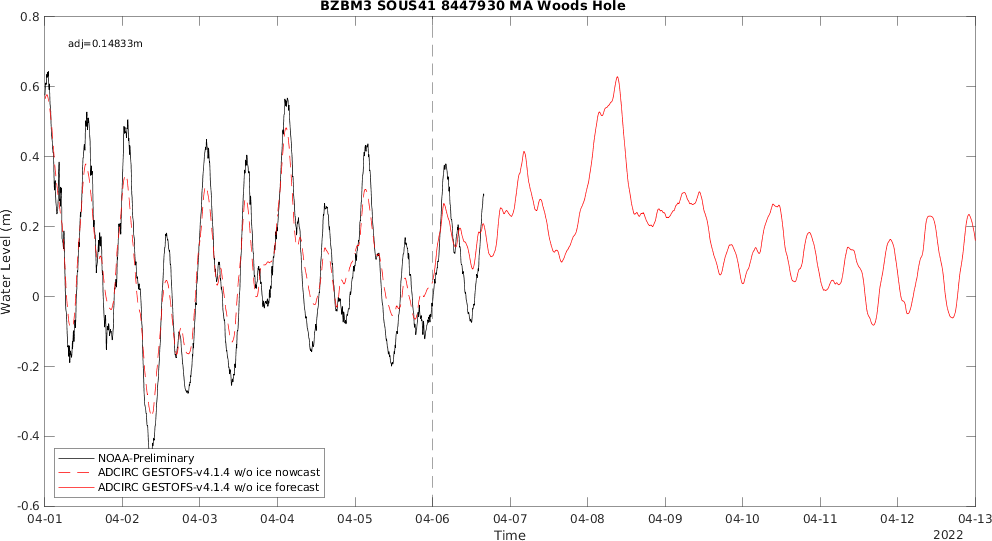 BZBM3 SOUS41 8447930 MA Woods Hole
adj=0.14833m
Water Level (m)
0.8
0.6
0.4
0.2
0
-0.2
-0.4
-0.6
NOAA-Preliminary
ADCIRC GESTOFS-v4.1.4 w/o ice nowcast
ADCIRC GESTOFS-v4.1.4 w/o ice forecast
04-01 04-02 04-03 04-04 04-05 04-06 04-07 04-08 04-09 04-10 04-11 04-12 04-13
Time
2022